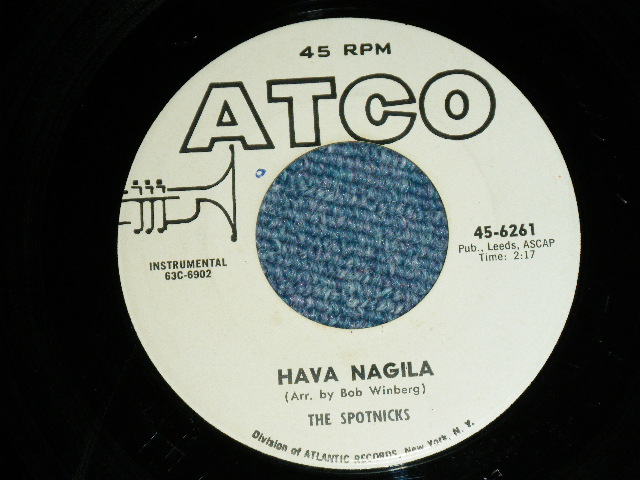 45 RPM
ATCO
45-6261
Pub., Leeds, ASCAP
Time: 2:17
INSTRUMENTAL
63C-6902
HAVA NAGILA
(Arr. by Bob Winberg)
THE SPOTNICKS
Division of ATLANTIC RECORDS, New York, N. Y.